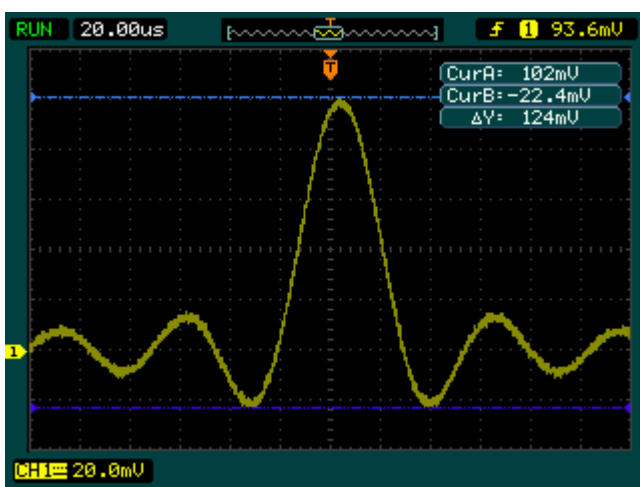 RUN 20.00us T f 1 93.6mV
T
CurA: 102mV
CurB:-22.4mV
ΔY: 124mV
1
CH1 20.0mV